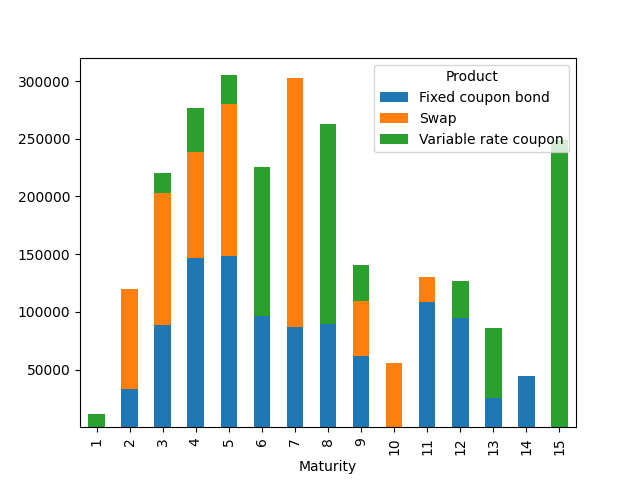 Product
Fixed coupon bond
Swap
Variable rate coupon
300000
250000
200000
150000
100000
50000
1 2 3 4 5 6 7 8 9 10 11 12 13 14 15
Maturity